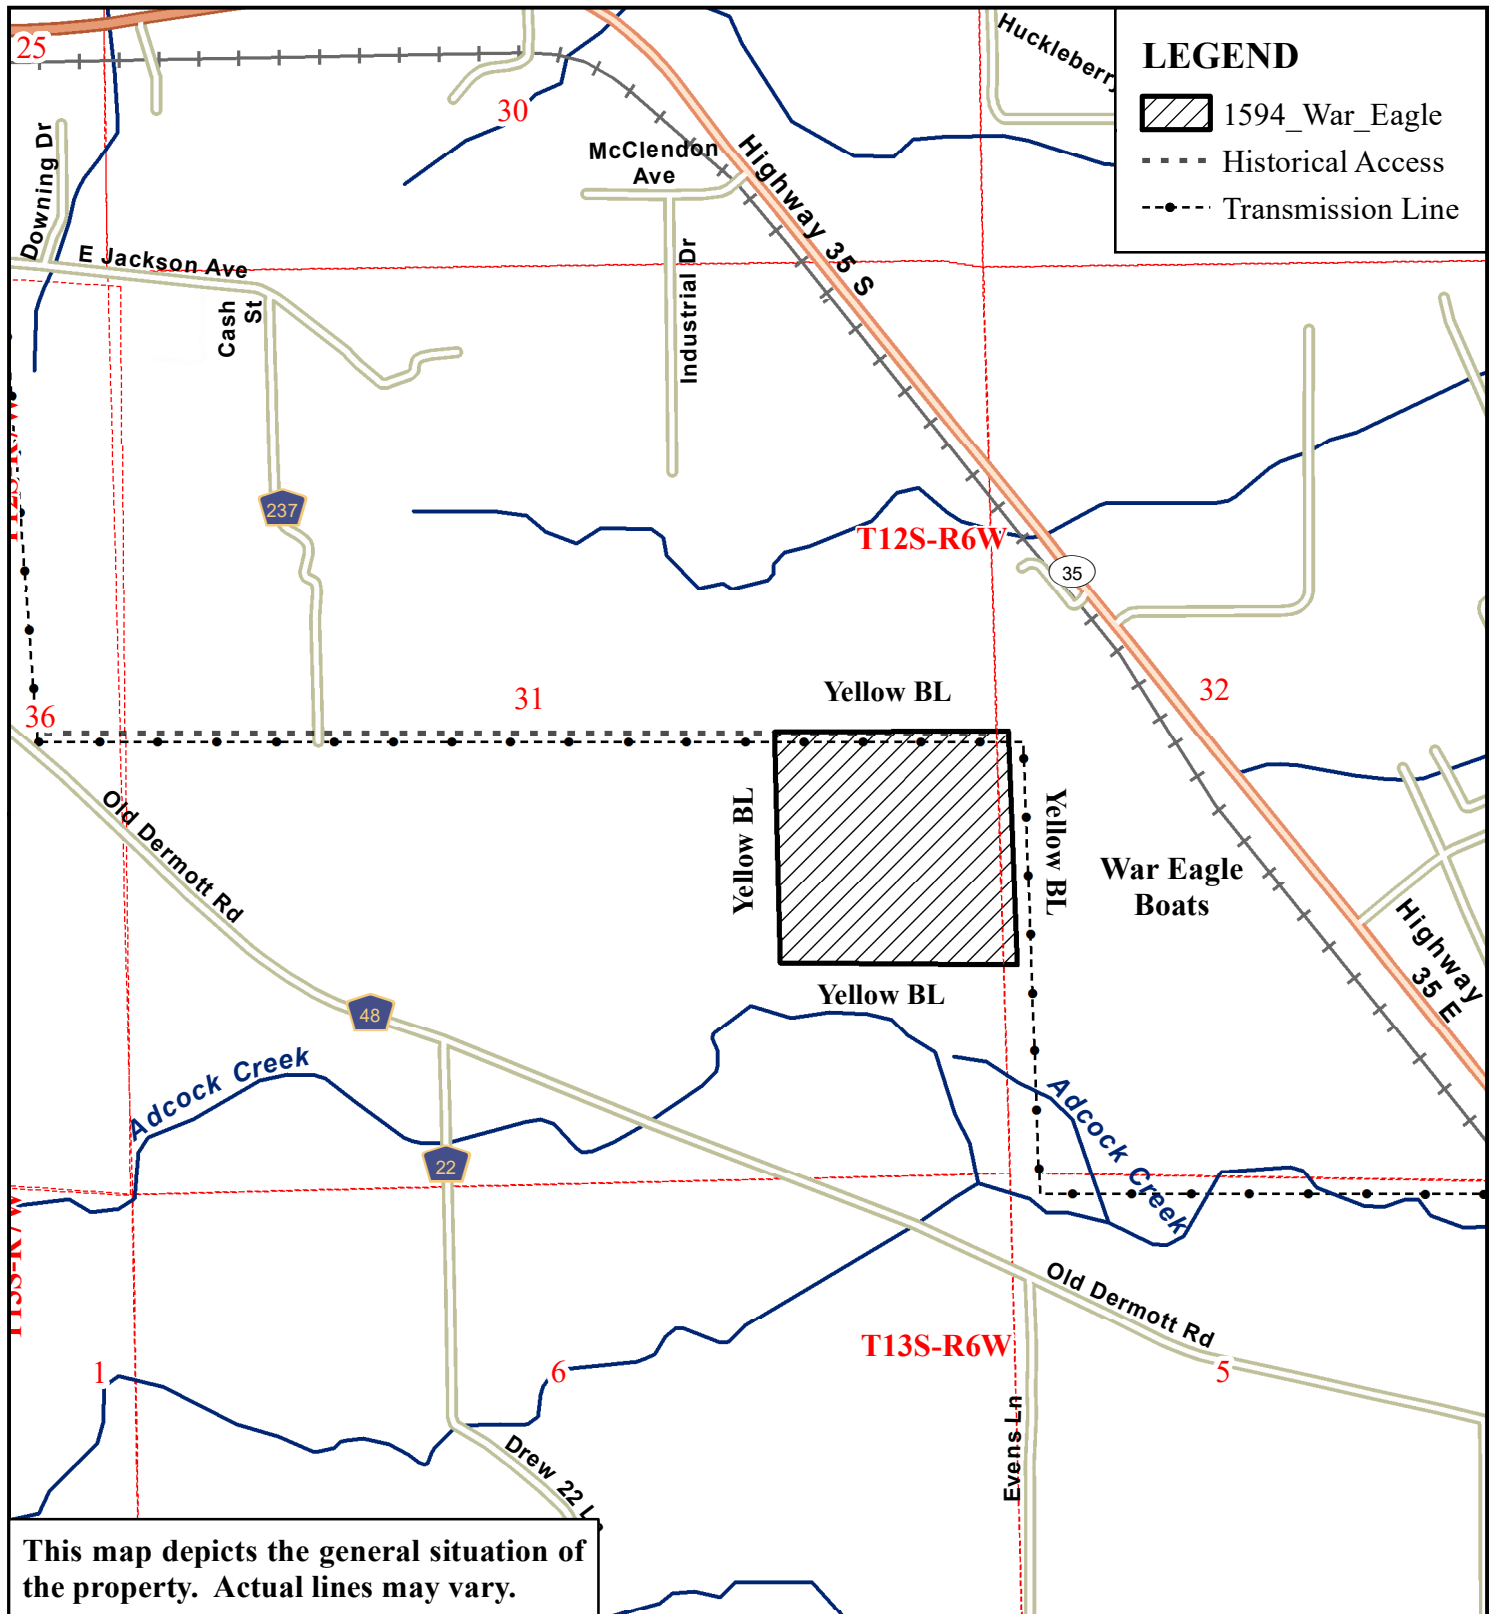 25
30
Huckleberry
LEGEND
1594_War_Eagle
Historical Access
Transmission Line
McClendon
Ave
Highway 35 S
Downing Dr
E Jackson Ave
Cash
St
Industrial Dr
237
T12S-R6W
35
36
31
32
Yellow BL
Yellow BL
Yellow BL
War Eagle
Boats
Old Dermott Rd
Highway
35 E
Yellow BL
48
Adcock Creek
Adcock Creek
22
Old Dermott Rd
T13S-R6W
1
6
5
Evens Ln
Drew 22 L
This map depicts the general situation of
the property. Actual lines may vary.